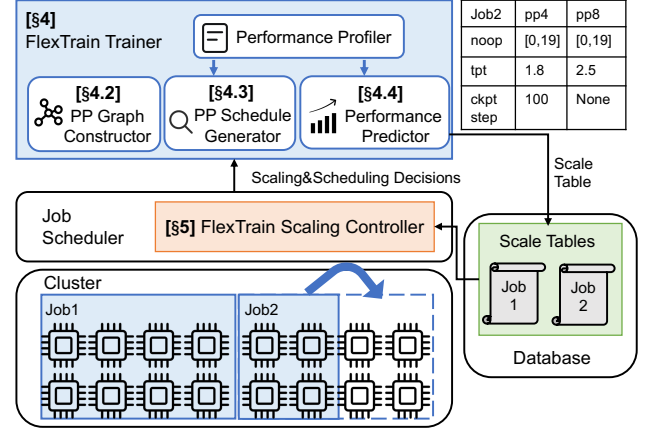 [§4]
FlexTrain Trainer
Performance Profiler
[§4.2]
PP Graph
Constructor
[§4.3]
PP Schedule
Generator
[§4.4]
Performance
Predictor
Job2 pp4 pp8
noop [0,19] [0,19]
tpt 1.8 2.5
ckpt 100 None
step
Scaling&Scheduling Decisions
Scale
Table
Job
Scheduler
[§5] FlexTrain Scaling Controller
Scale Tables
Job
1
Job
2
Database
Cluster
Job1
Job2